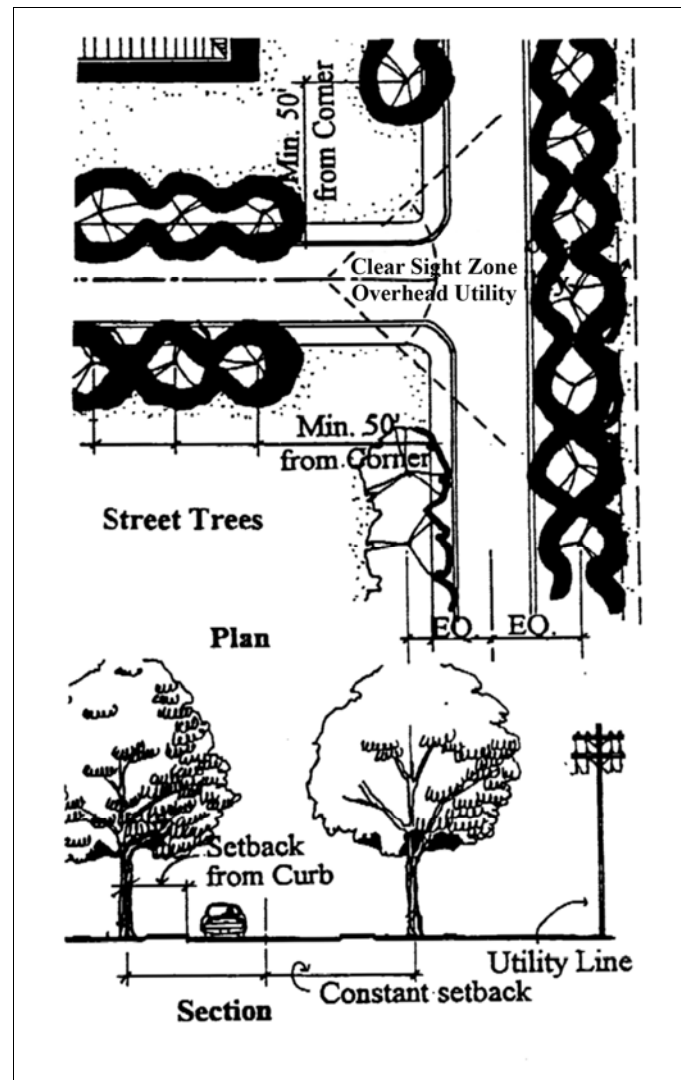 Min. 50'
from Corner
Clear Sight Zone
Overhead Utility
Min. 50'
from Corner
Street Trees
EQ. EQ.
Plan
Setback
from Curb
Utility Line
Constant setback
Section